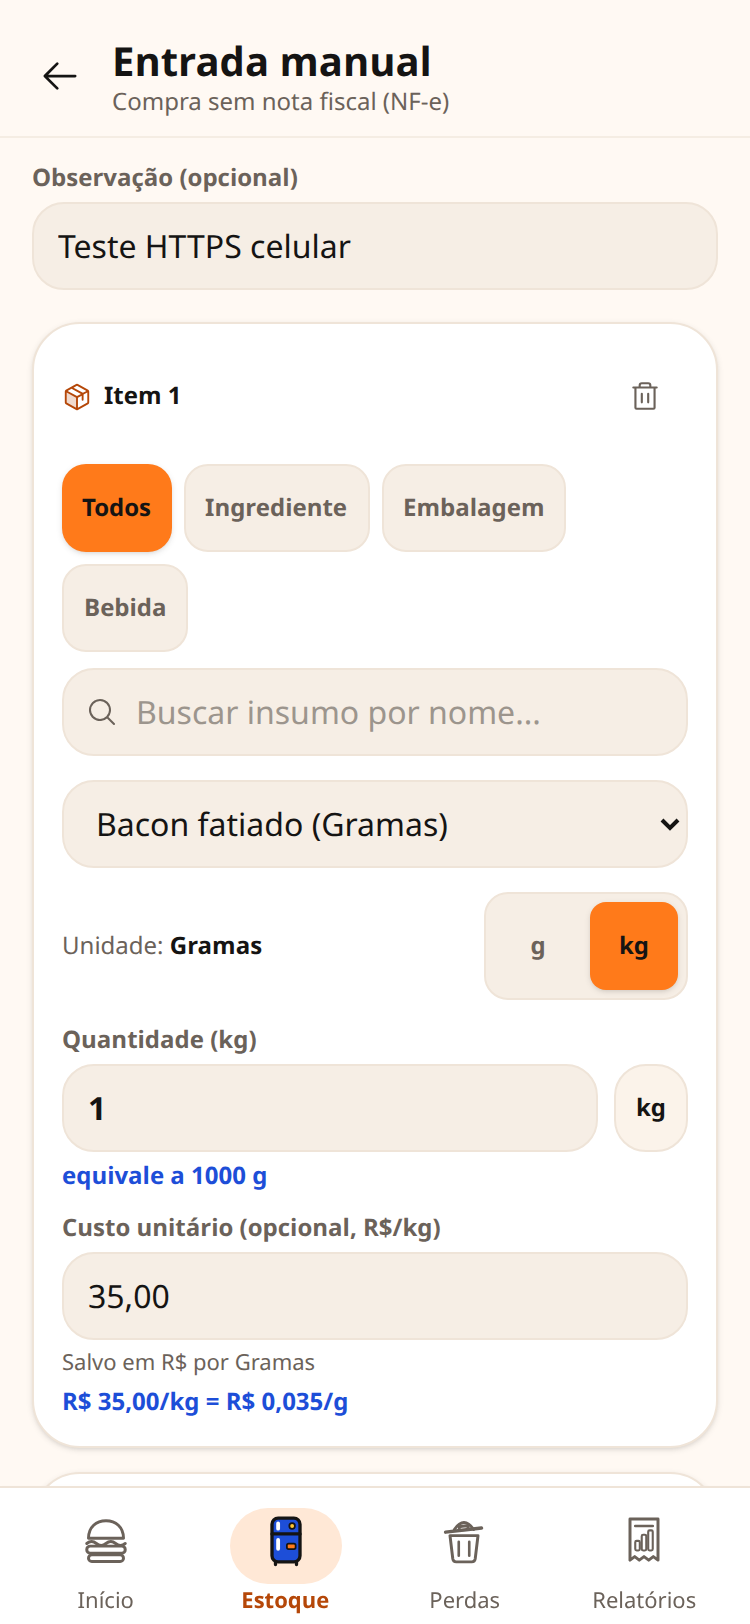 Entrada manual
Compra sem nota fiscal (NF-e)
Observação (opcional)
Teste HTTPS celular
Item 1
Todos
Ingrediente
Embalagem
Bebida
Buscar insumo por nome...
Bacon fatiado (Gramas)
Unidade: Gramas
g
kg
Quantidade (kg)
1
kg
equivale a 1000 g
Custo unitário (opcional, R$/kg)
35,00
Salvo em R$ por Gramas
R$ 35,00/kg = R$ 0,035/g
Início
Estoque
Perdas
Relatórios